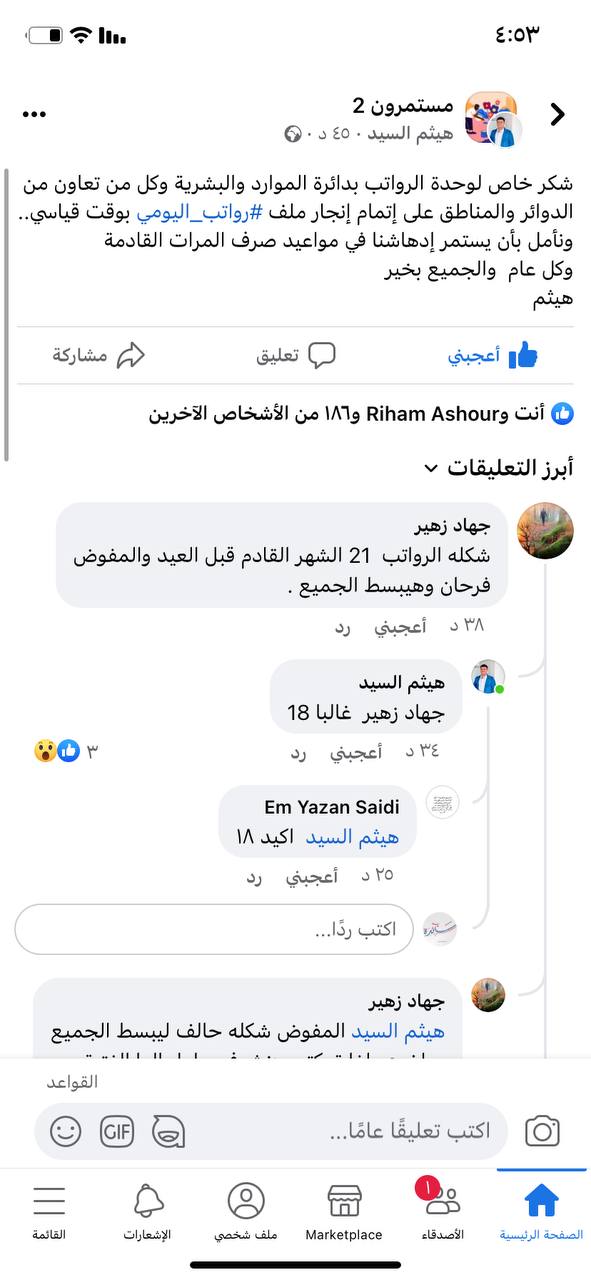 ٤:٥٣
مستمرون 2
هيثم السيد · ٤٥ د ·
شكر خاص لوحدة الرواتب بدائرة الموارد والبشرية وكل من تعاون من
الدوائر والمناطق على إتمام إنجار ملف #رواتب_اليومي بوقت قياسي..
ونأمل بأن يستمر إدهاشنا في مواعيد صرف المرات القادمة
وكل عام والجميع بخير
هيثم
أعجبني تعليق مشاركة
أنت وRiham Ashour و١٨٦ من الأشخاص الآخرين
أبرز التعليقات
جهاد زهير
شكله الرواتب 21 الشهر القادم قبل العيد والمفوض
فرحان وهيبسط الجميع .
٣٨ د أعجبني رد
هيثم السيد
جهاد زهير غالبا 18
٣٤ د أعجبني رد ٣
Em Yazan Saidi
هيثم السيد اكيد ١٨
٢٥ د أعجبني رد
اكتب ردًا...
جهاد زهير
هيثم السيد المفوض شكله حالف ليبسط الجميع
القواعد
اكتب تعليقًا عامًا...
GIF
١
الصفحة الرئيسية الأصدقاء Marketplace ملف شخصي الإشعارات القائمة